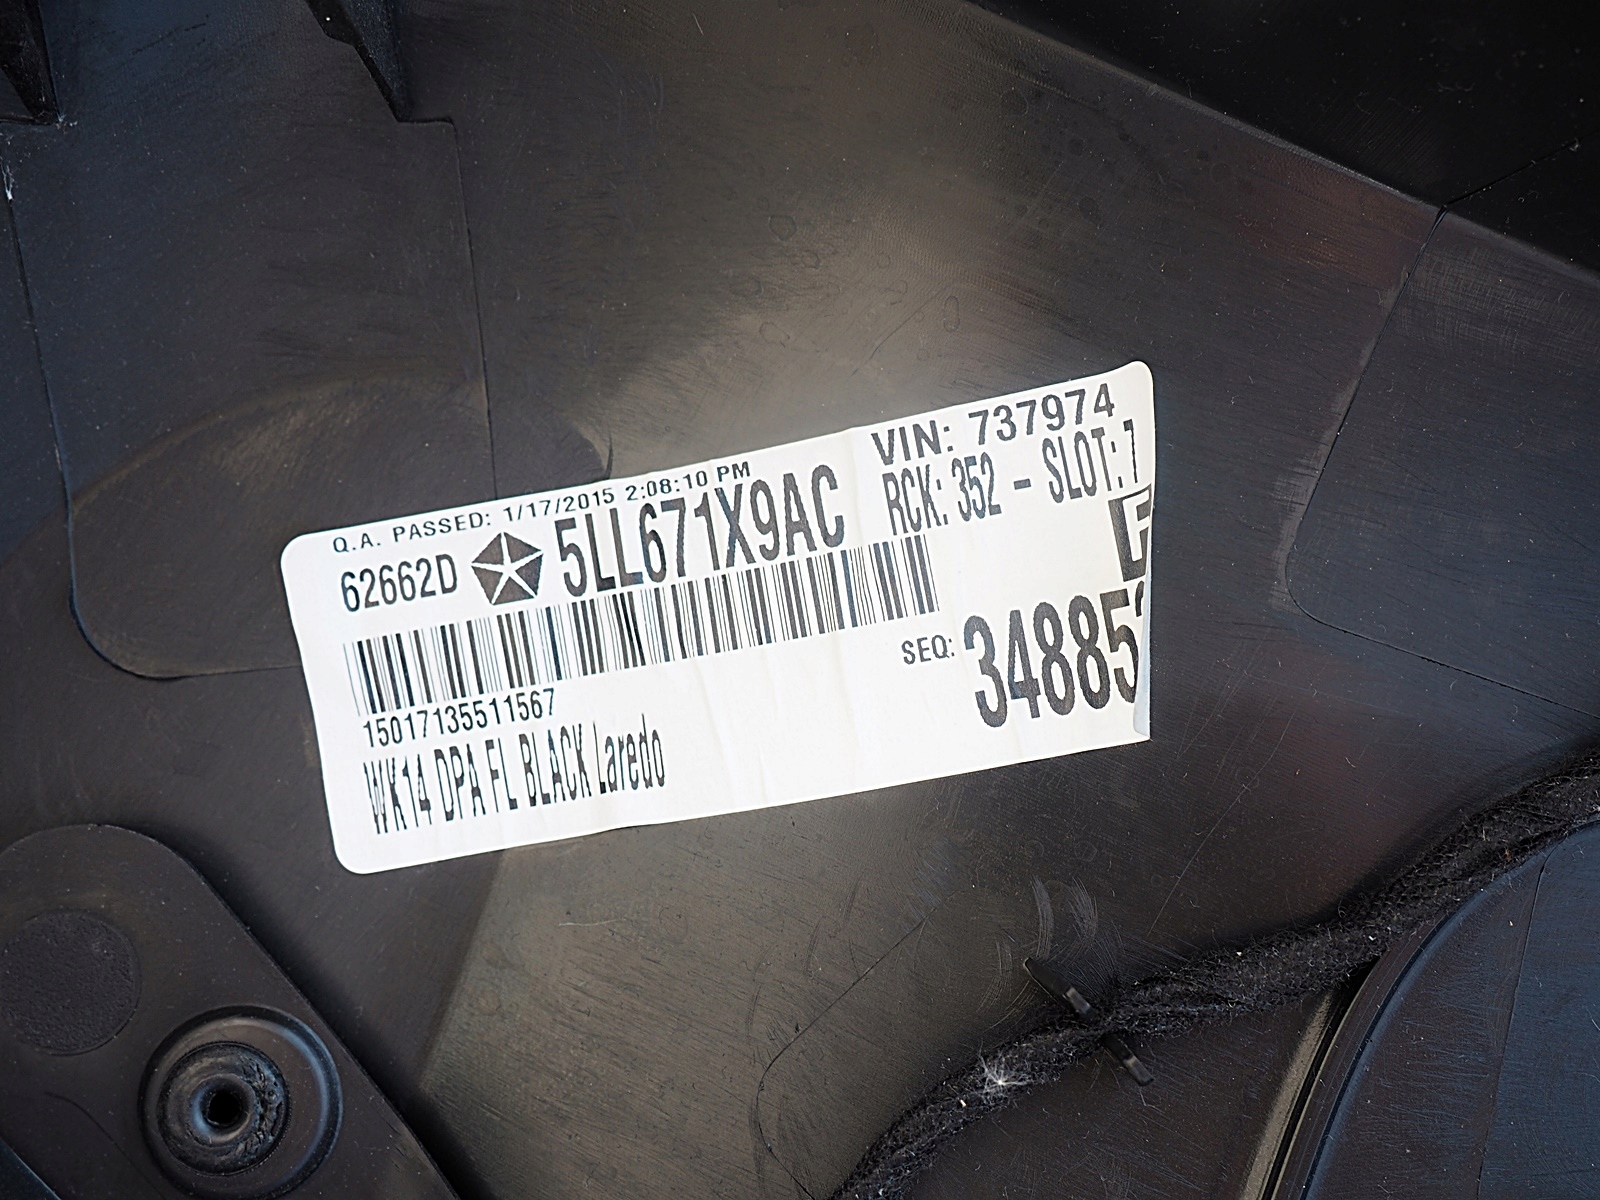 Q.A. PASSED: 1/17/2015 2:08:10 PM
62662D 5LL671X9AC
VIN: 737974
RCK: 352 - SLOT: 
SEQ: 34885
15017135511567
WK14 DPA FL BLACK Laredo